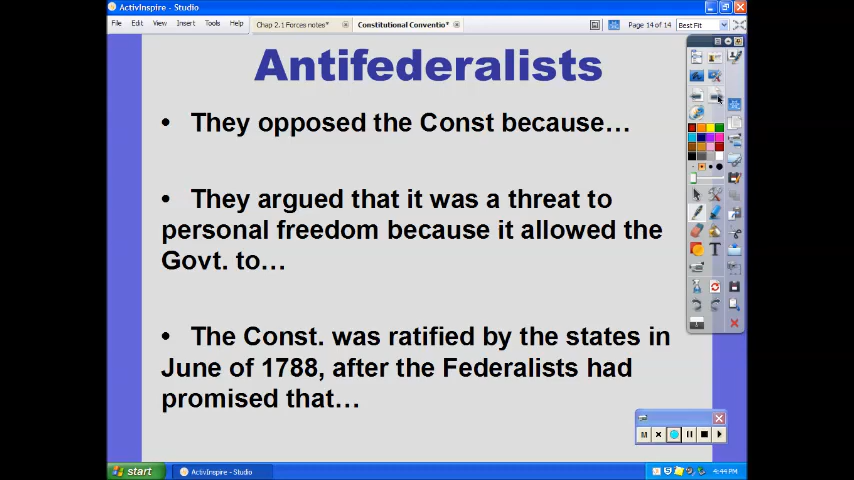 ActivInspire - Studio
File Edit View Insert Tools Help
Chap 2.1 Forces notes*
Constitutional Conventio*
Page 14 of 14
Best Fit
Antifederalists
• They opposed the Const because…
• They argued that it was a threat to
personal freedom because it allowed the
Govt. to…
• The Const. was ratified by the states in
June of 1788, after the Federalists had
promised that…
start
ActivInspire - Studio
4:44 PM